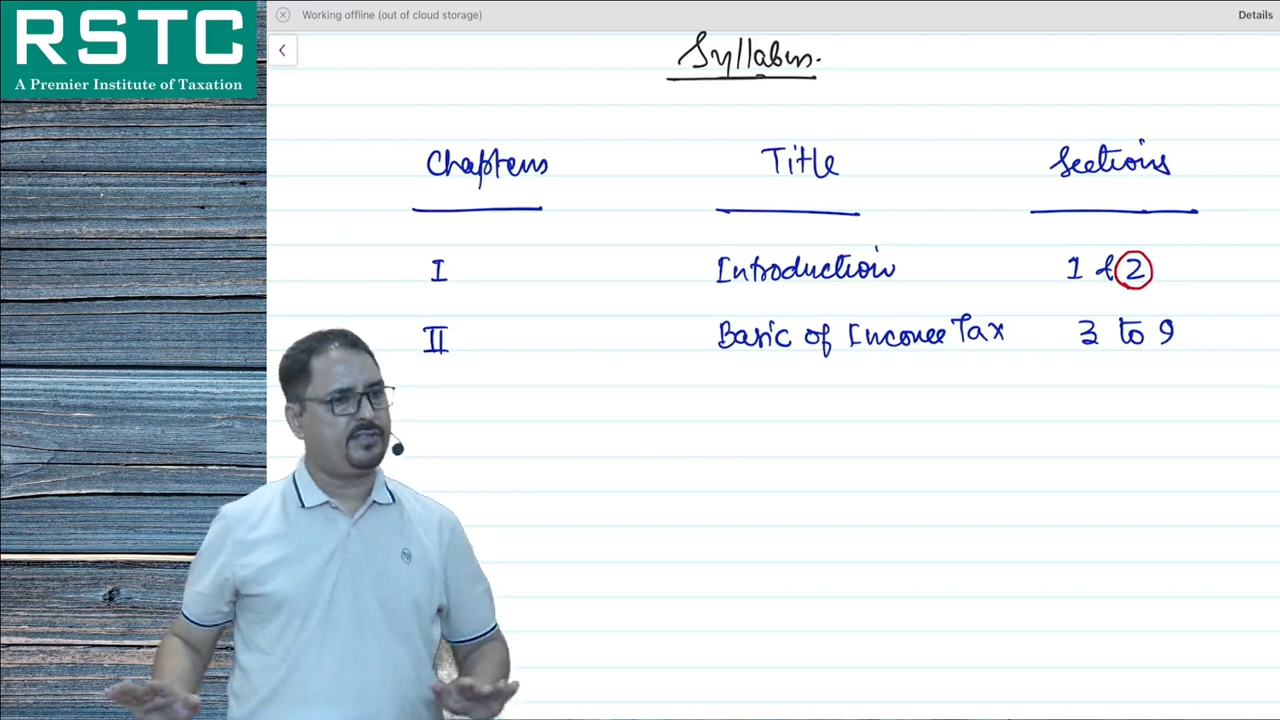 RSTC
A Premier Institute of Taxation
Working offline (out of cloud storage)
Details
Syllabus.
Chapters Title Sections
I Introduction 1 & 2
II Basic of Income Tax 3 to 9